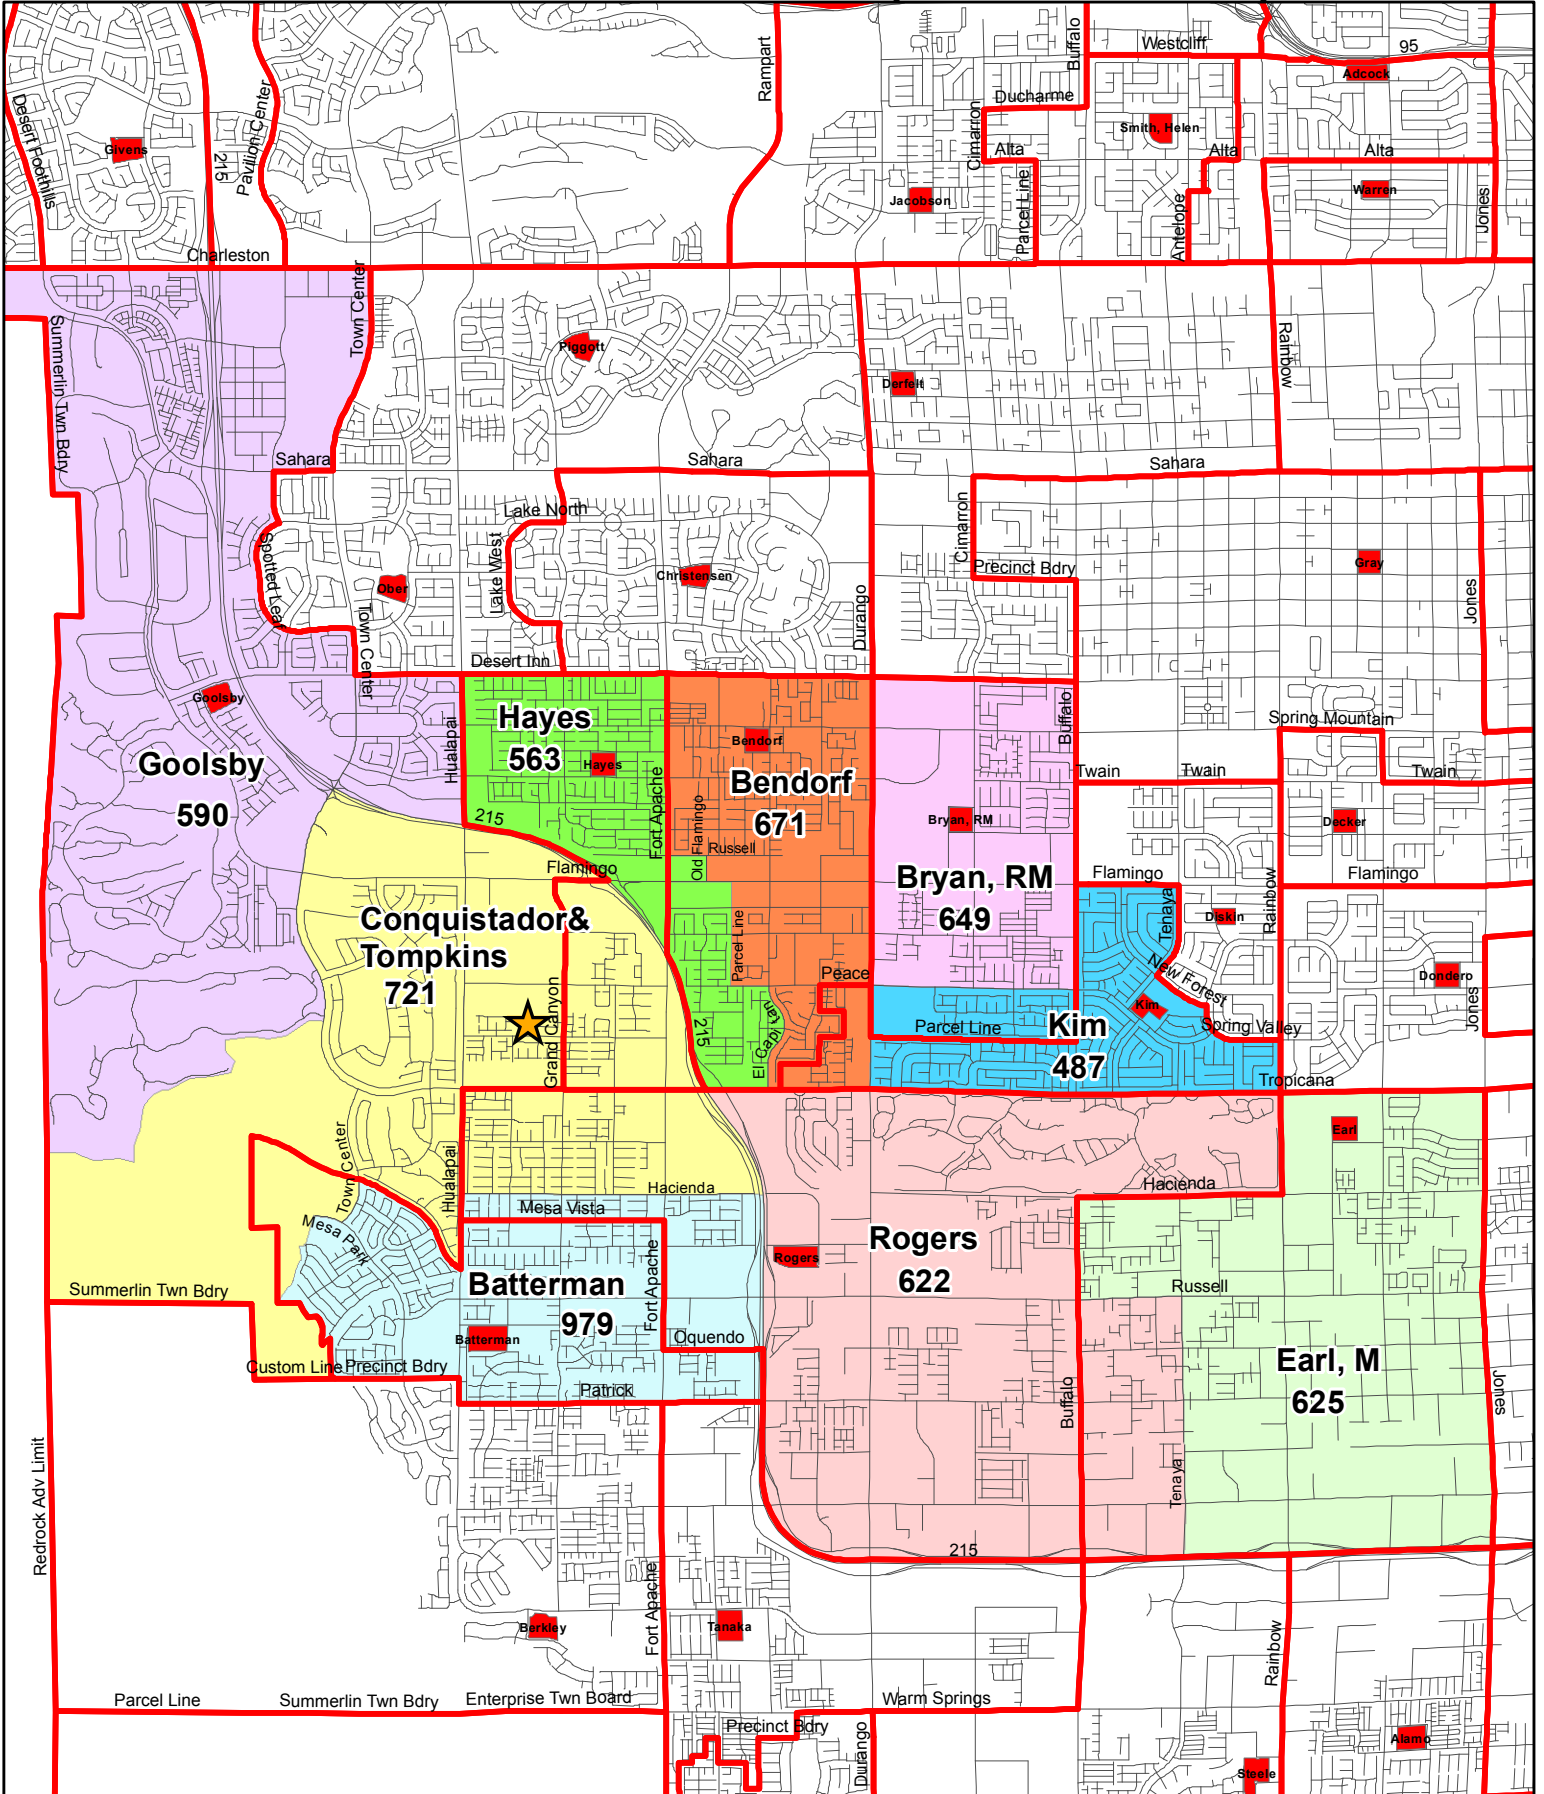 Westcliff
95
Adcock
Buffalo
Rampart
Ducharme
Desert Foothills
Pavilion Center
Smith, Helen
Givens
215
Cimarron
Alta
Alta
Alta
Jacobson
Parcel Line
Antelope
Warren
Jones
Charleston
Town Center
Summerlin Twn Bdry
Piggott
Rainbow
Derfelt
Sahara
Sahara
Sahara
Lake North
Cimarron
Spotted Leaf
Lake West
Precinct Bdry
Gray
Ober
Christensen
Jones
Durango
Town Center
Desert Inn
Goolsby
Hualapai
Hayes
563
Hayes
Bendorf
Buffalo
Spring Mountain
Goolsby
590
Bendorf
671
Twain
Twain
Twain
215
Fort Apache
Old Flamingo
Russell
Bryan, RM
Decker
Flamingo
Bryan, RM
649
Flamingo
Flamingo
Conquistador&
Tompkins
721
Tenaya
Diskin
Rainbow
Parcel Line
Peace
New Forest
Dondero
Grand Canyon
215
El Capitan
Parcel Line
Kim
Kim
487
Spring Valley
Jones
Tropicana
Earl
Town Center
Hualapai
Hacienda
Hacienda
Mesa Vista
Mesa Park
Rogers
622
Rogers
Fort Apache
Summerlin Twn Bdry
Batterman
979
Russell
Batterman
Oquendo
Custom Line
Precinct Bdry
Patrick
Earl, M
625
Buffalo
Jones
Redrock Adv Limit
Tenaya
215
Fort Apache
Berkley
Tanaka
Rainbow
Parcel Line
Summerlin Twn Bdry
Enterprise Twn Board
Warm Springs
Precinct Bdry
Durango
Alamo
Steele